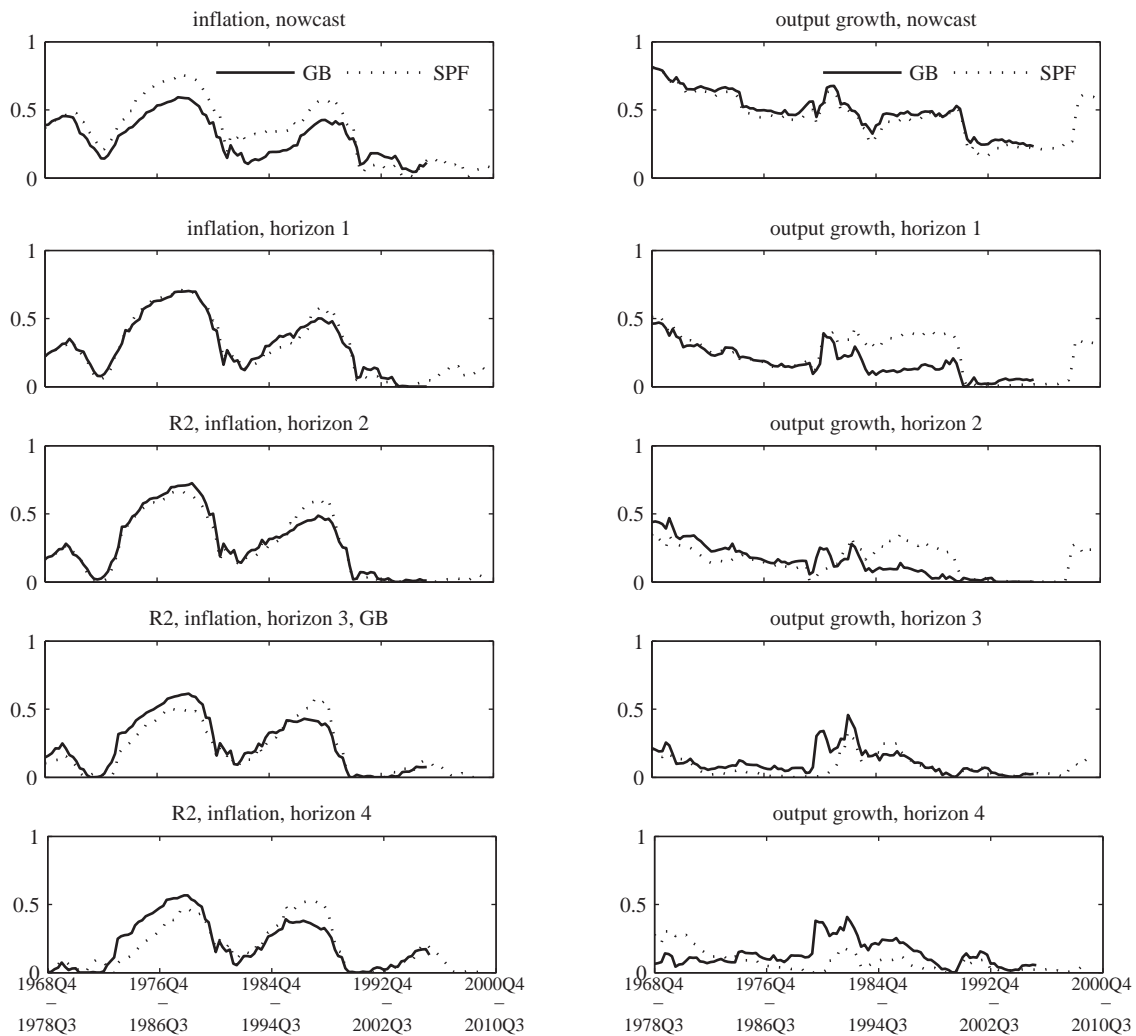 inflation, nowcast
1
0.5
0
GB SPF
output growth, nowcast
1
0.5
0
GB SPF
inflation, horizon 1
1
0.5
0
output growth, horizon 1
1
0.5
0
R2, inflation, horizon 2
1
0.5
0
output growth, horizon 2
1
0.5
0
R2, inflation, horizon 3, GB
1
0.5
0
output growth, horizon 3
1
0.5
0
R2, inflation, horizon 4
1
0.5
0
1968Q4 1976Q4 1984Q4 1992Q4 2000Q4
– – – – –
1978Q3 1986Q3 1994Q3 2002Q3 2010Q3
output growth, horizon 4
1
0.5
0
1968Q4 1976Q4 1984Q4 1992Q4 2000Q4
– – – – –
1978Q3 1986Q3 1994Q3 2002Q3 2010Q3